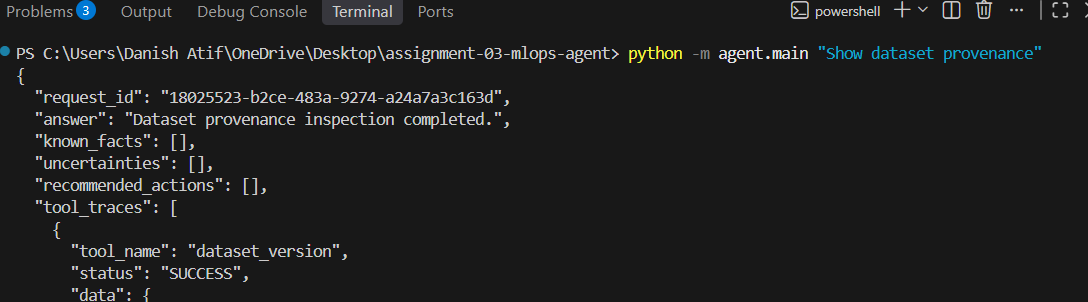 Problems 3 Output Debug Console Terminal Ports powershell
PS C:\Users\Danish Atif\OneDrive\Desktop\assignment-03-mlops-agent> python -m agent.main "Show dataset provenance"
{
  "request_id": "18025523-b2ce-483a-9274-a24a7a3c163d",
  "answer": "Dataset provenance inspection completed.",
  "known_facts": [],
  "uncertainties": [],
  "recommended_actions": [],
  "tool_traces": [
    {
      "tool_name": "dataset_version",
      "status": "SUCCESS",
      "data": {